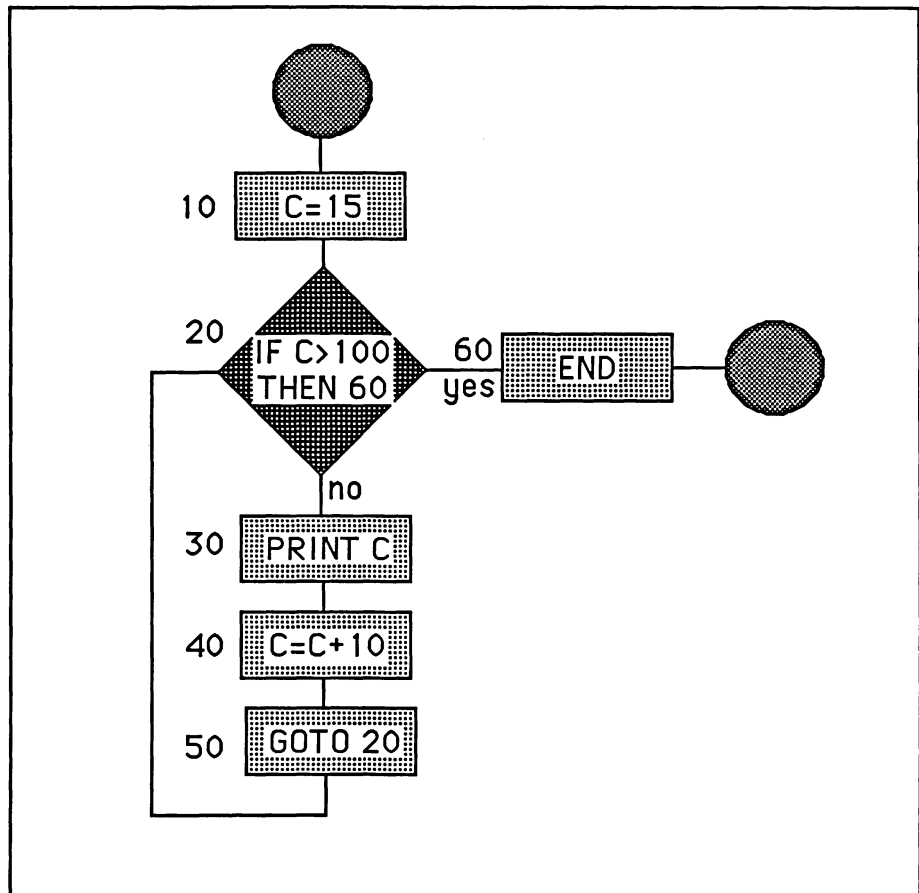 10
C=15
20
IF C>100
THEN 60
60
yes
END
no
30
PRINT C
40
C=C+10
50
GOTO 20